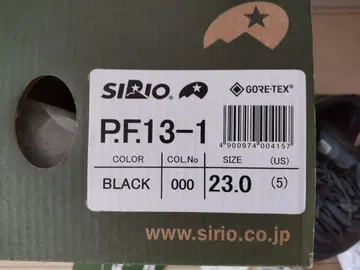 SIRIO. GORE-TEX®
P.F.13-1
4 900974 004157
COLOR COL.No SIZE (US)
BLACK 000 23.0 (5)
www.sirio.co.jp